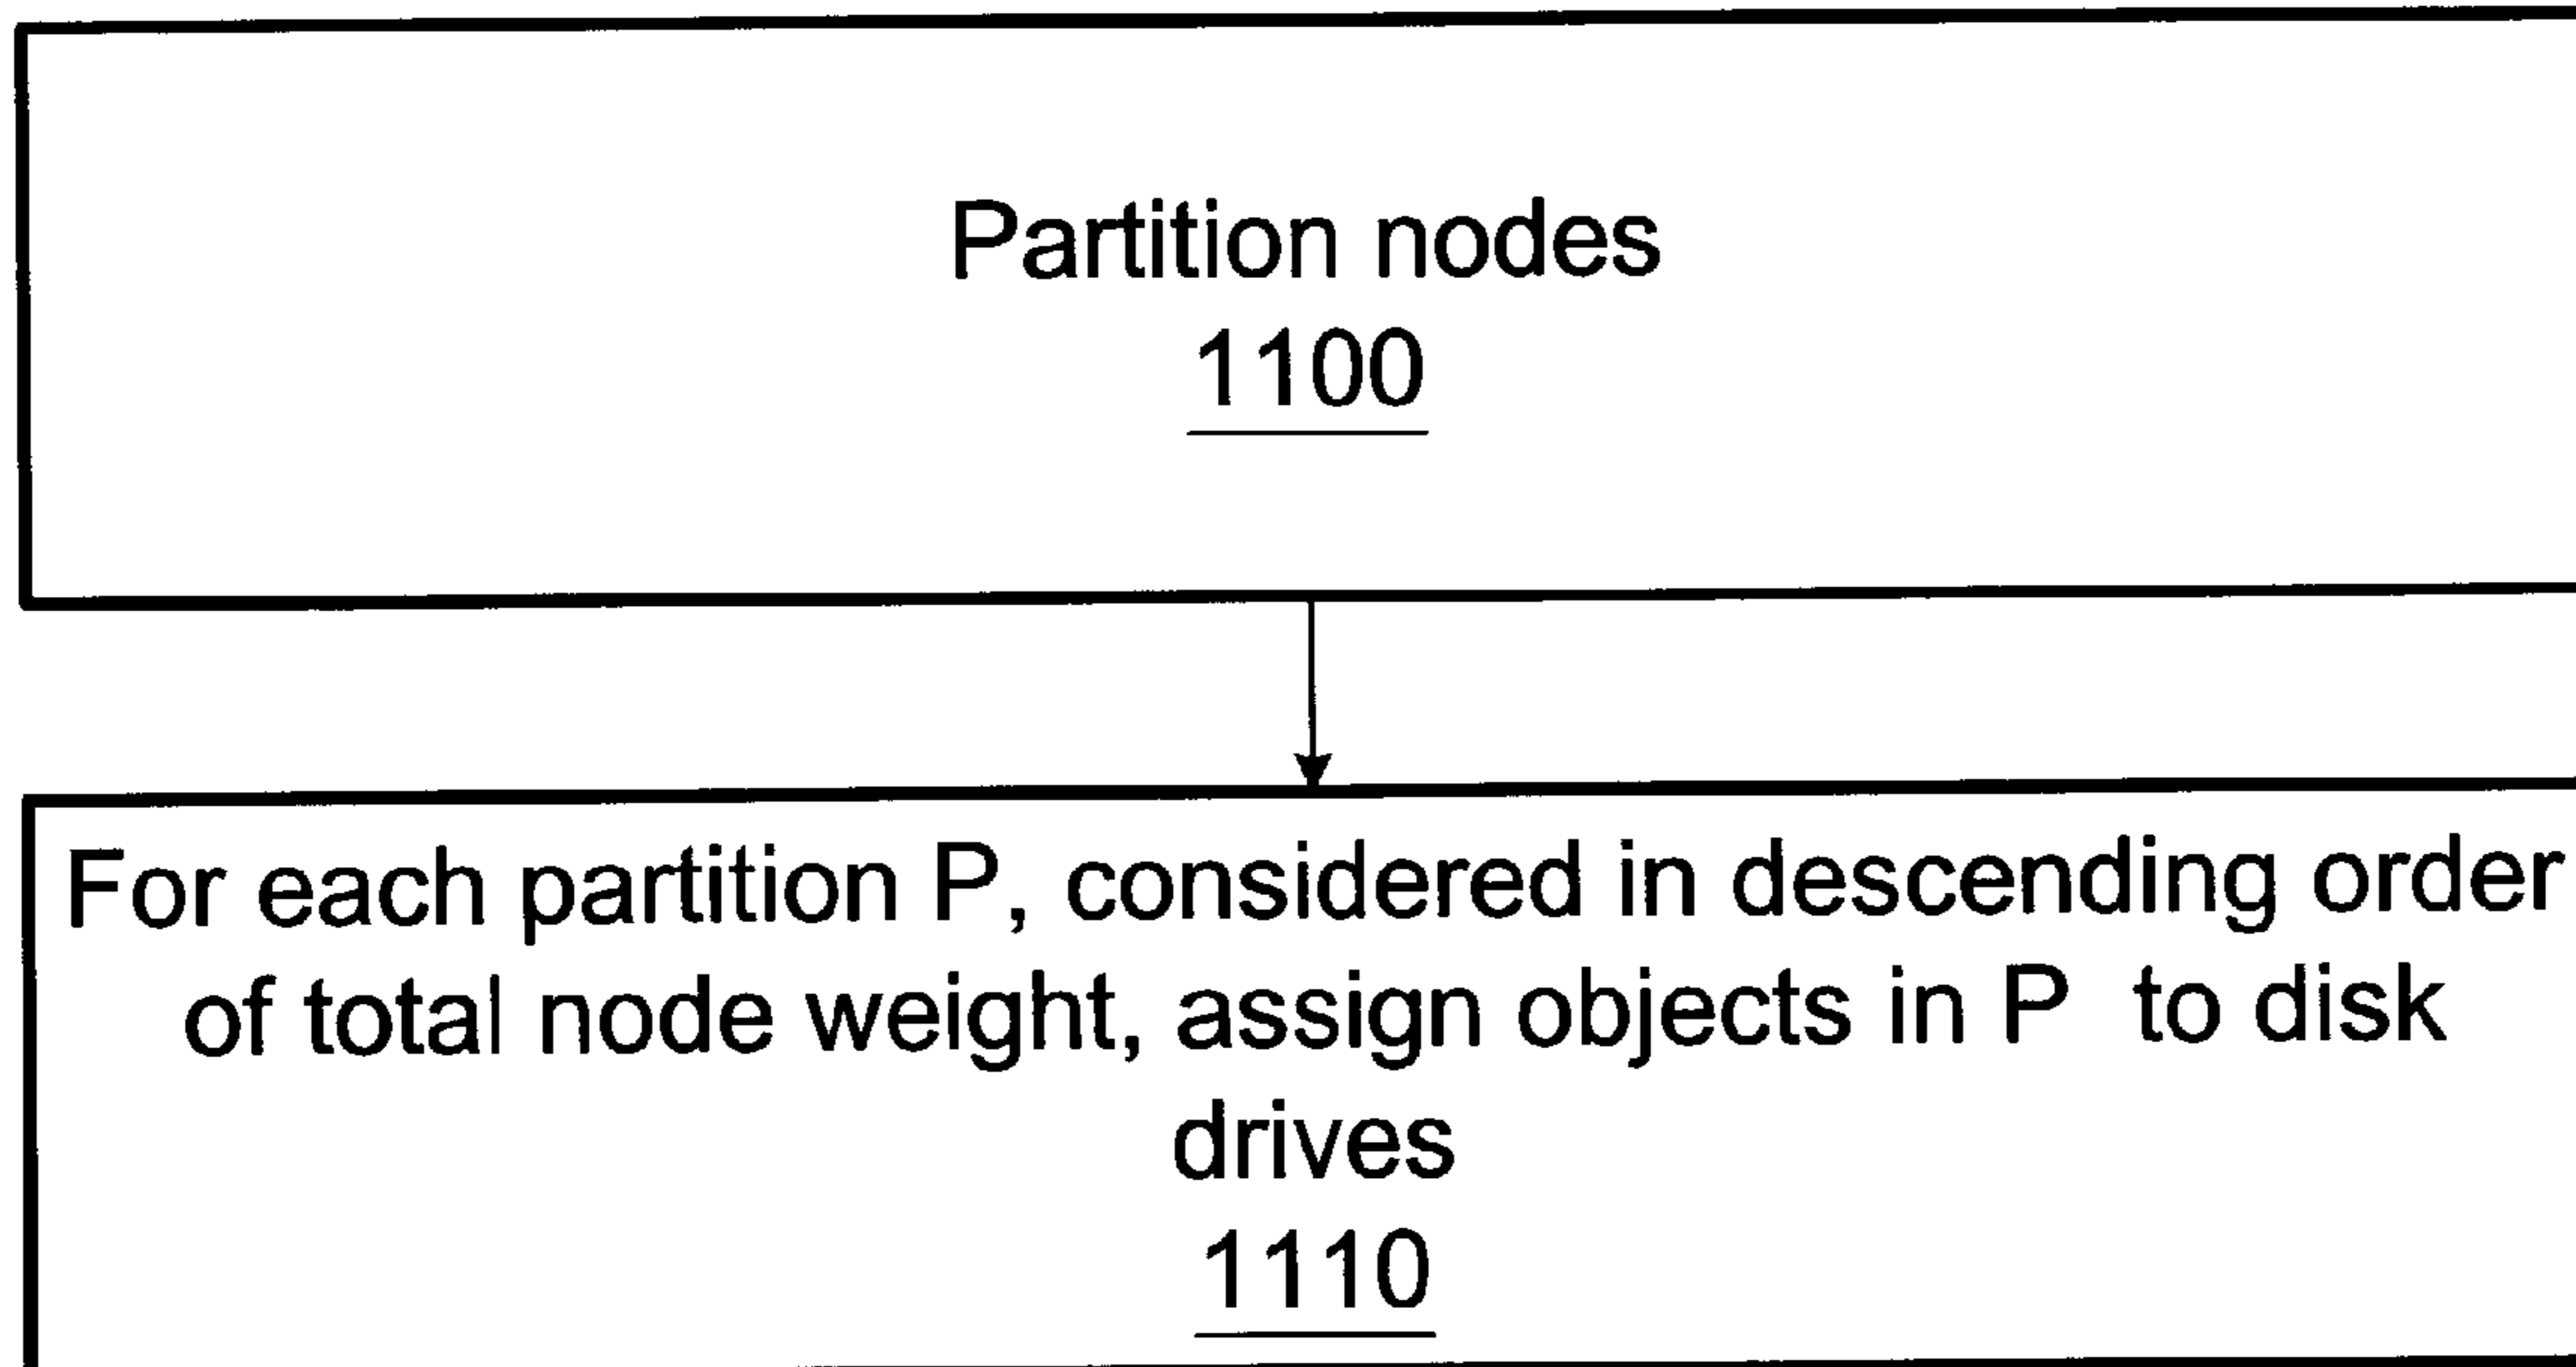 Partition nodes
1100
For each partition P, considered in descending order
of total node weight, assign objects in P to disk
drives
1110